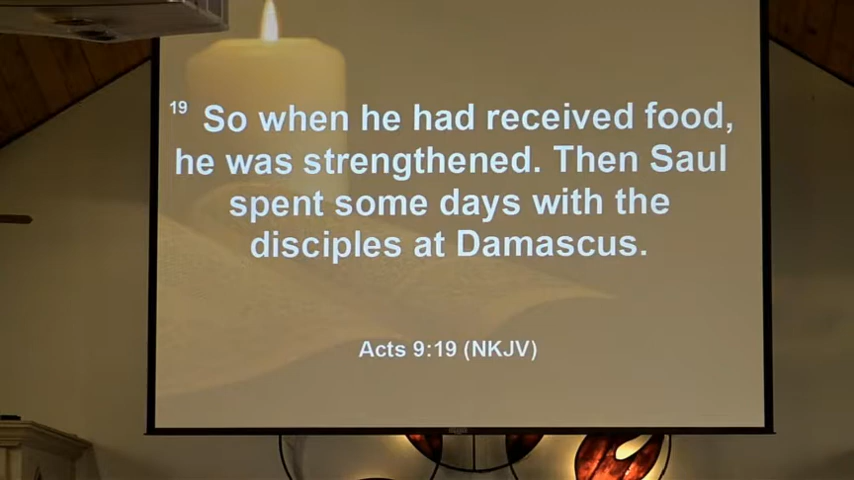 19 So when he had received food,
he was strengthened. Then Saul
spent some days with the
disciples at Damascus.
Acts 9:19 (NKJV)